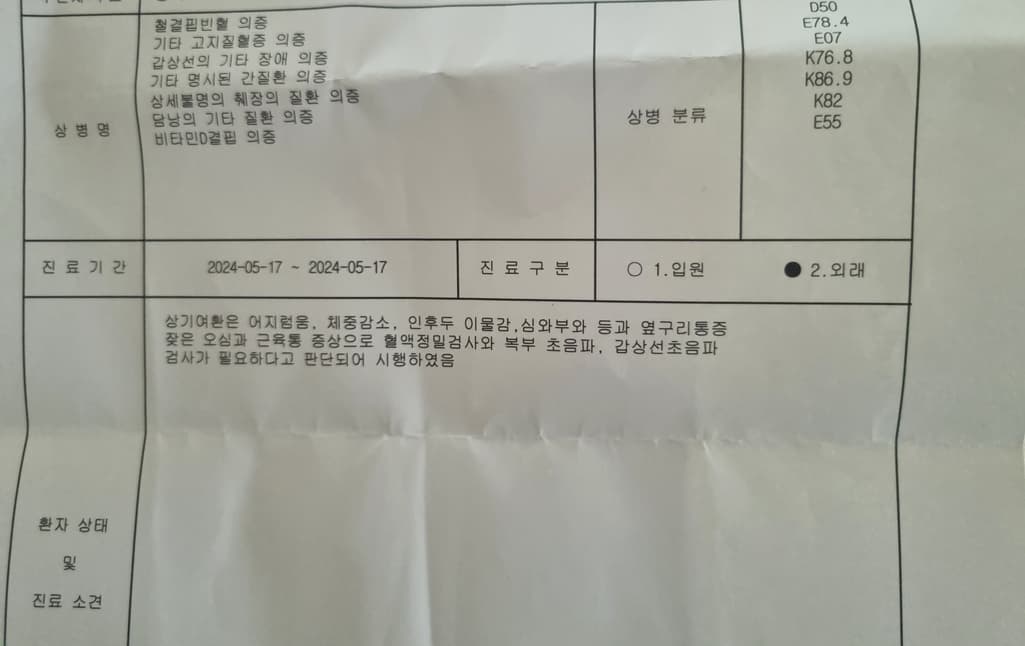 철결핍빈혈 의증
기타 고지질혈증 의증
갑상선의 기타 장애 의증
기타 명시된 간질환 의증
상세불명의 췌장의 질환 의증
담낭의 기타 질환 의증
비타민D결핍 의증
상 병 명
상병 분류
D50
E78.4
E07
K76.8
K86.9
K82
E55
진 료 기 간
2024-05-17 ~ 2024-05-17
진 료 구 분
○ 1.입원
● 2.외래
상기여환은 어지럼움, 체중감소, 인후두 이물감,심와부와 등과 옆구리통증
잦은 오심과 근육통 증상으로 혈액정밀검사와 복부 초음파, 갑상선초음파
검사가 필요하다고 판단되어 시행하였음
환자 상태
및
진료 소견